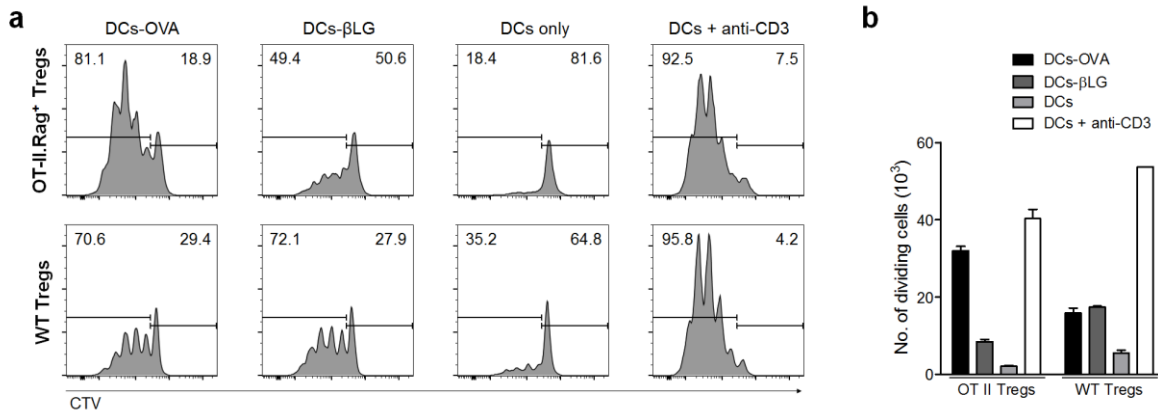 a
DCs-OVA DCs-βLG DCs only DCs + anti-CD3
OT-II.Rag⁺ Tregs
81.1 18.9 49.4 50.6 18.4 81.6 92.5 7.5
WT Tregs
70.6 29.4 72.1 27.9 35.2 64.8 95.8 4.2
CTV
b
DCs-OVA
DCs-βLG
DCs
DCs + anti-CD3
No. of dividing cells (10³)
60
40
20
0
OT II Tregs WT Tregs